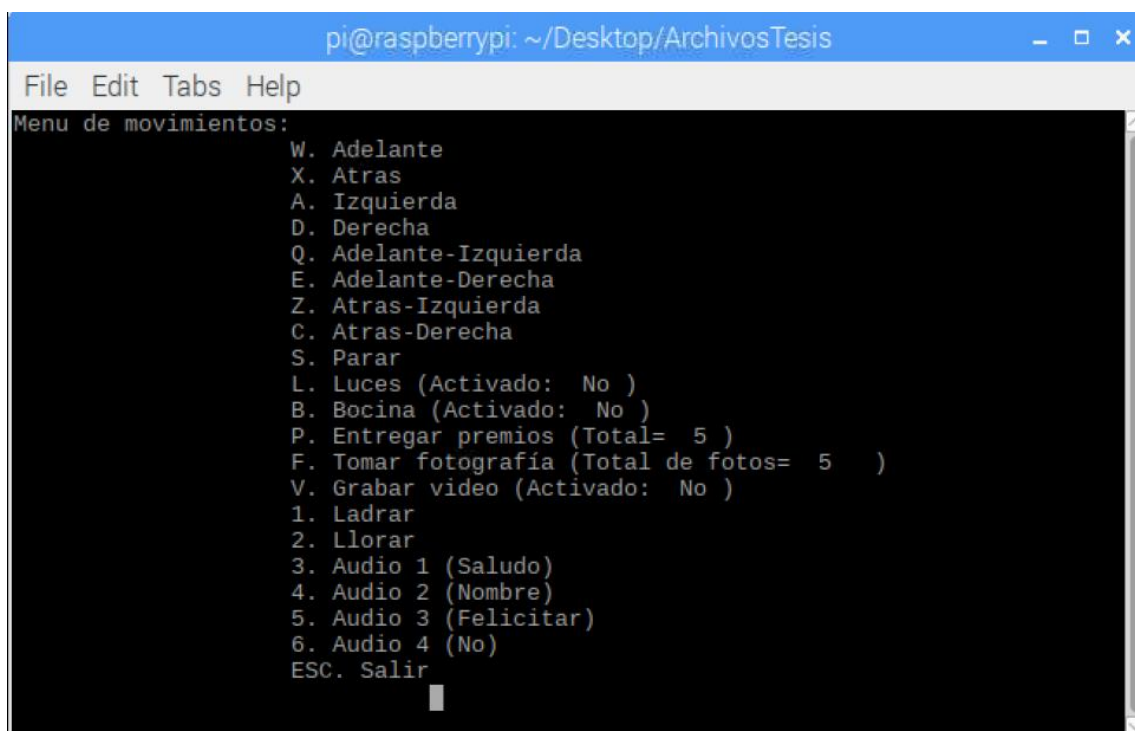 pi@raspberrypi: ~/Desktop/ArchivosTesis
File Edit Tabs Help
Menu de movimientos:
W. Adelante
X. Atras
A. Izquierda
D. Derecha
Q. Adelante-Izquierda
E. Adelante-Derecha
Z. Atras-Izquierda
C. Atras-Derecha
S. Parar
L. Luces (Activado:  No )
B. Bocina (Activado:  No )
P. Entregar premios (Total=  5 )
F. Tomar fotografía (Total de fotos=  5   )
V. Grabar video (Activado:  No )
1. Ladrar
2. Llorar
3. Audio 1 (Saludo)
4. Audio 2 (Nombre)
5. Audio 3 (Felicitar)
6. Audio 4 (No)
ESC. Salir